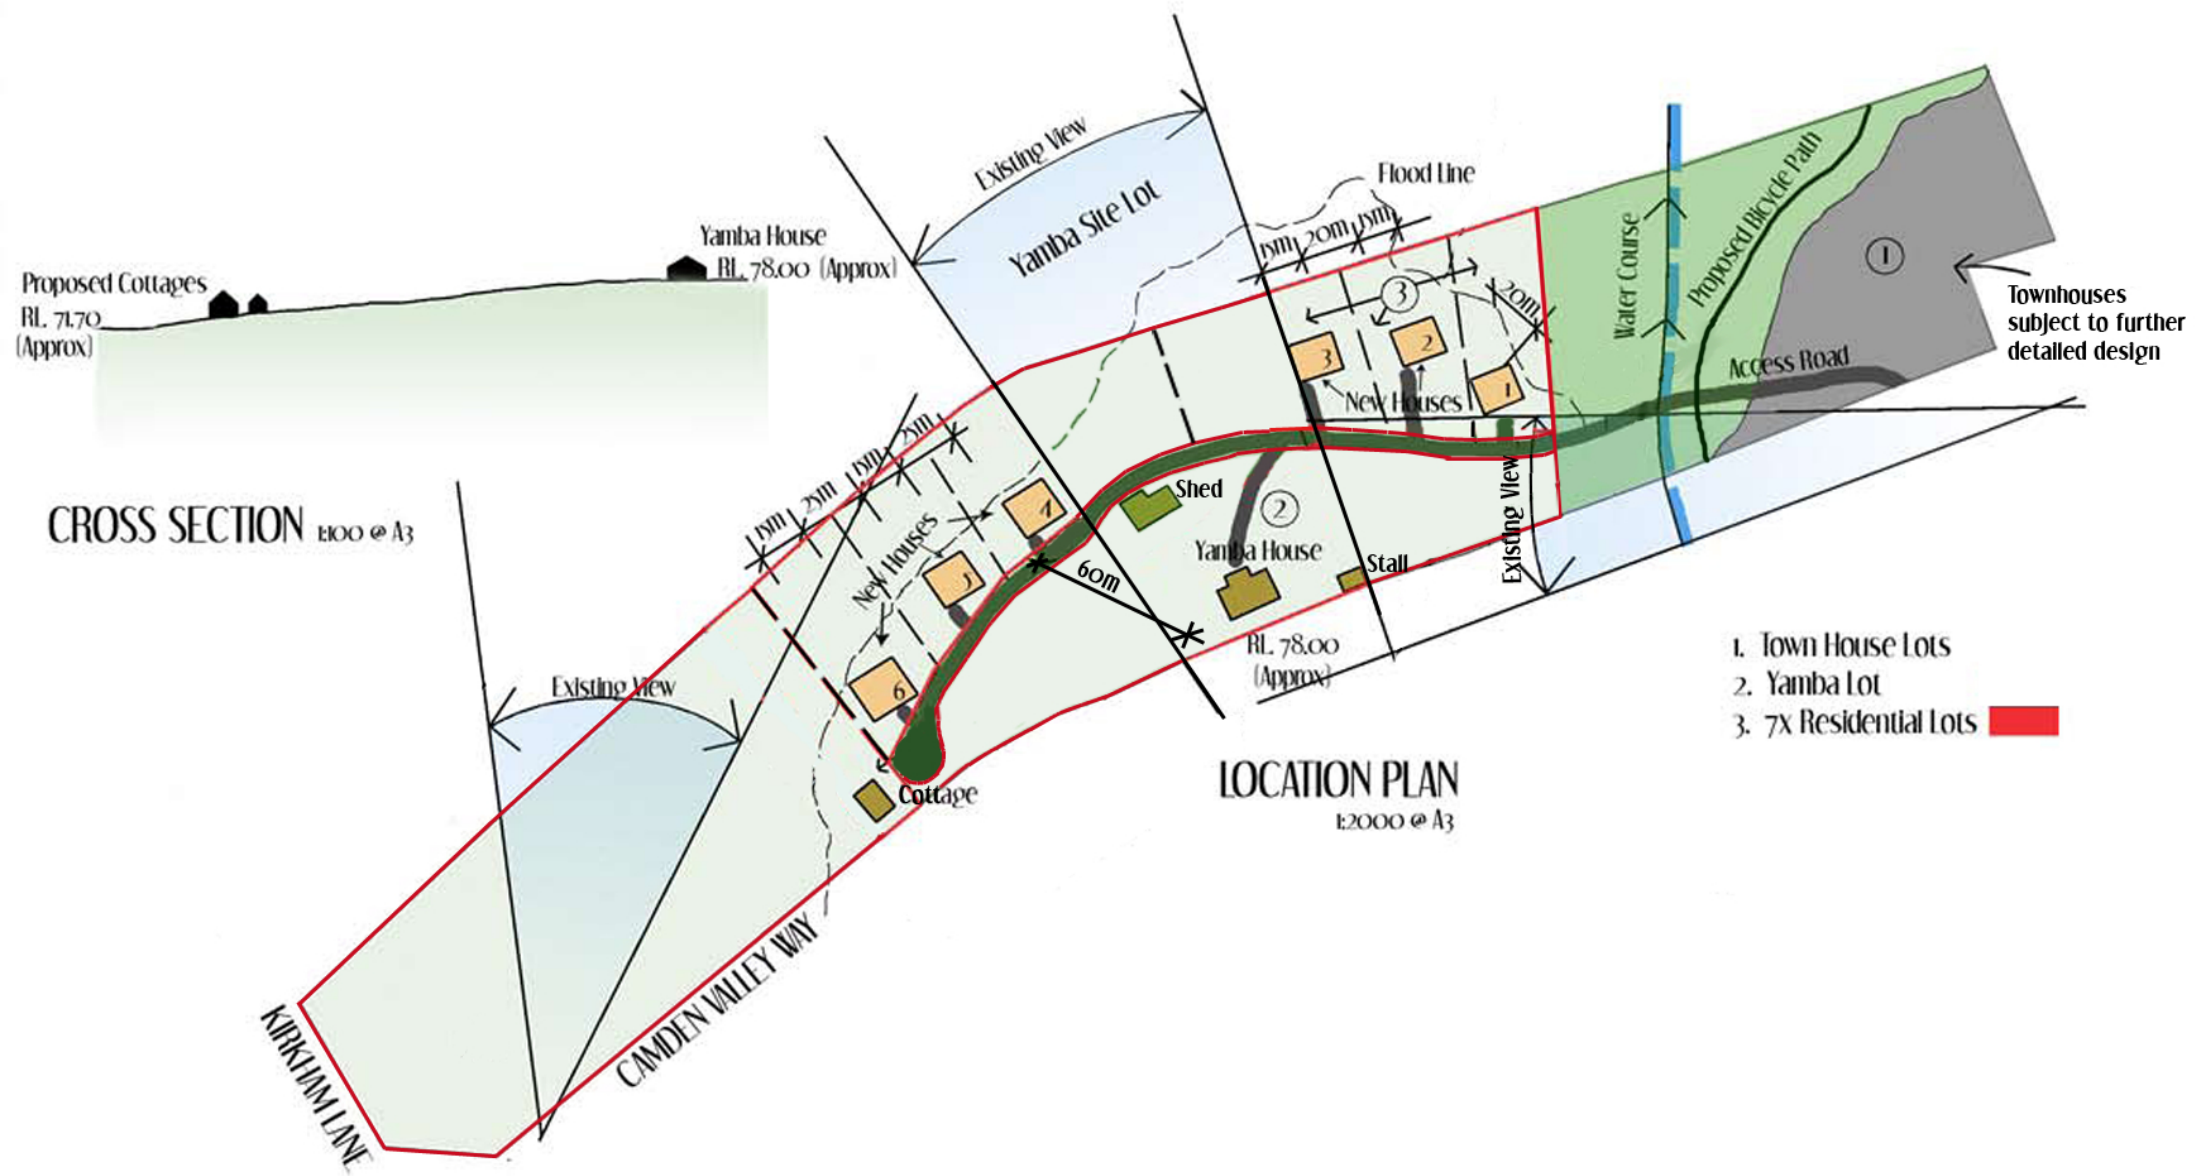 Existing View
Yamba Site Lot
Flood Line
15m
20m
15m
Yamba House
RL 78.00 (Approx)
Proposed Cottages
RL 71.70
(Approx)
CROSS SECTION 1:100 @ A3
3
20m
3
2
1
New Houses
Water Course
Proposed Bicycle Path
1
Townhouses
subject to further
detailed design
Access Road
15m
25m
15m
25m
New Houses
4
5
6
Shed
2
Yamba House
Stall
60m
Existing View
RL 78.00
(Approx)
Existing View
Cottage
1. Town House Lots
2. Yamba Lot
3. 7x Residential Lots
LOCATION PLAN
1:2000 @ A3
CAMDEN VALLEY WAY
KIRKHAM LANE